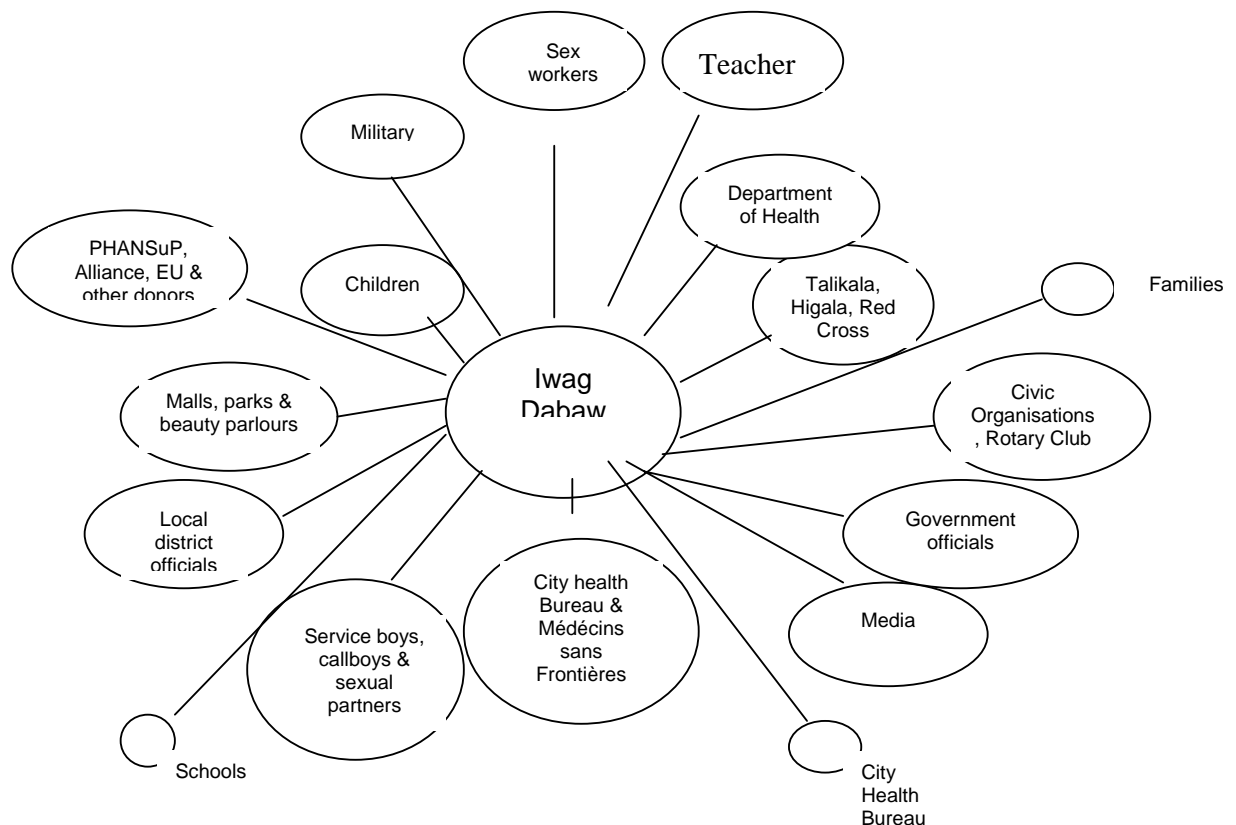 Sex
workers
Teacher
Military
Department
of Health
PHANSuP,
Alliance, EU &
other donors
Children
Talikala,
Higala, Red
Cross
Families
Iwag
Dabaw
Malls, parks &
beauty parlours
Civic
Organisations
, Rotary Club
Local
district
officials
Government
officials
City health
Bureau &
Médécins
sans
Frontières
Service boys,
callboys &
sexual
partners
Media
Schools
City
Health
Bureau